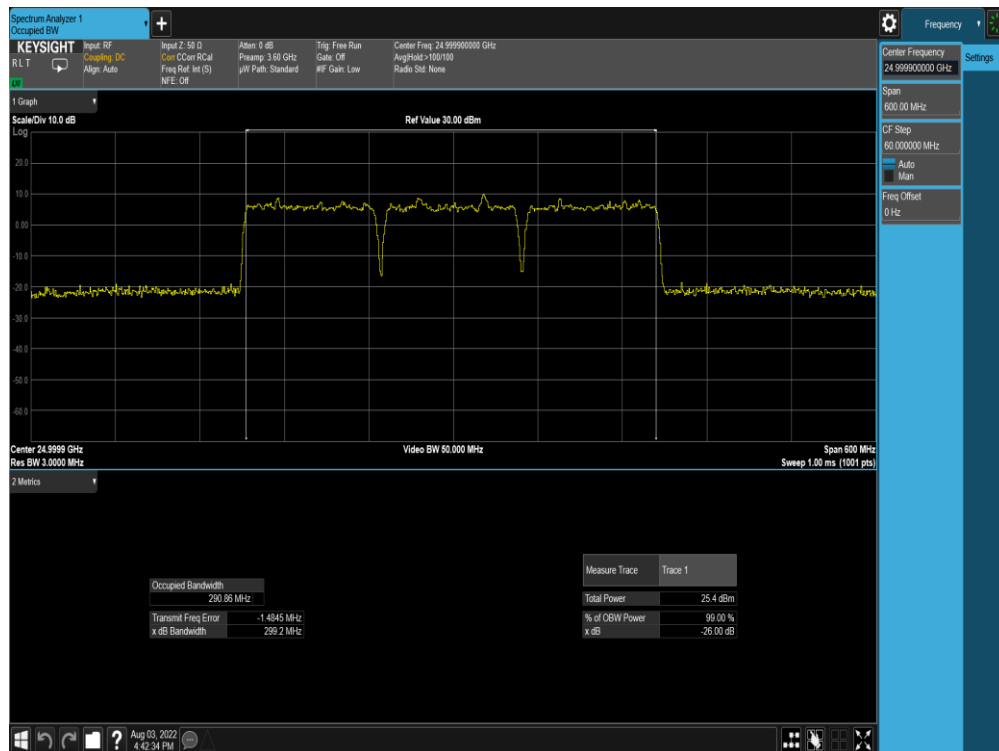 Spectrum Analyzer 1
Occupied BW
+
Frequency
KEYSIGHT
RLT
LXI
Input: RF
Coupling: DC
Align: Auto
Input Z: 50 Ω
Corr CCorr RCal
Freq Ref: Int (S)
NFE: Off
Atten: 0 dB
Preamp: 3.60 GHz
µW Path: Standard
Trig: Free Run
Gate: Off
#IF Gain: Low
Center Freq: 24.999900000 GHz
Avg|Hold:>100/100
Radio Std: None
Center Frequency
24.999900000 GHz
Settings
Span
600.00 MHz
CF Step
60.000000 MHz
Auto
Man
Freq Offset
0 Hz
1 Graph
Scale/Div 10.0 dB
Ref Value 30.00 dBm
Log
20.0
10.0
0.00
-10.0
-20.0
-30.0
-40.0
-50.0
-60.0
Center 24.9999 GHz
Video BW 50.000 MHz
Span 600 MHz
Res BW 3.0000 MHz
Sweep 1.00 ms (1001 pts)
2 Metrics
Measure Trace Trace 1
Occupied Bandwidth
290.86 MHz
Total Power 25.4 dBm
Transmit Freq Error -1.4845 MHz
% of OBW Power 99.00 %
x dB Bandwidth 299.2 MHz
x dB -26.00 dB
?
Aug 03, 2022
4:42:34 PM